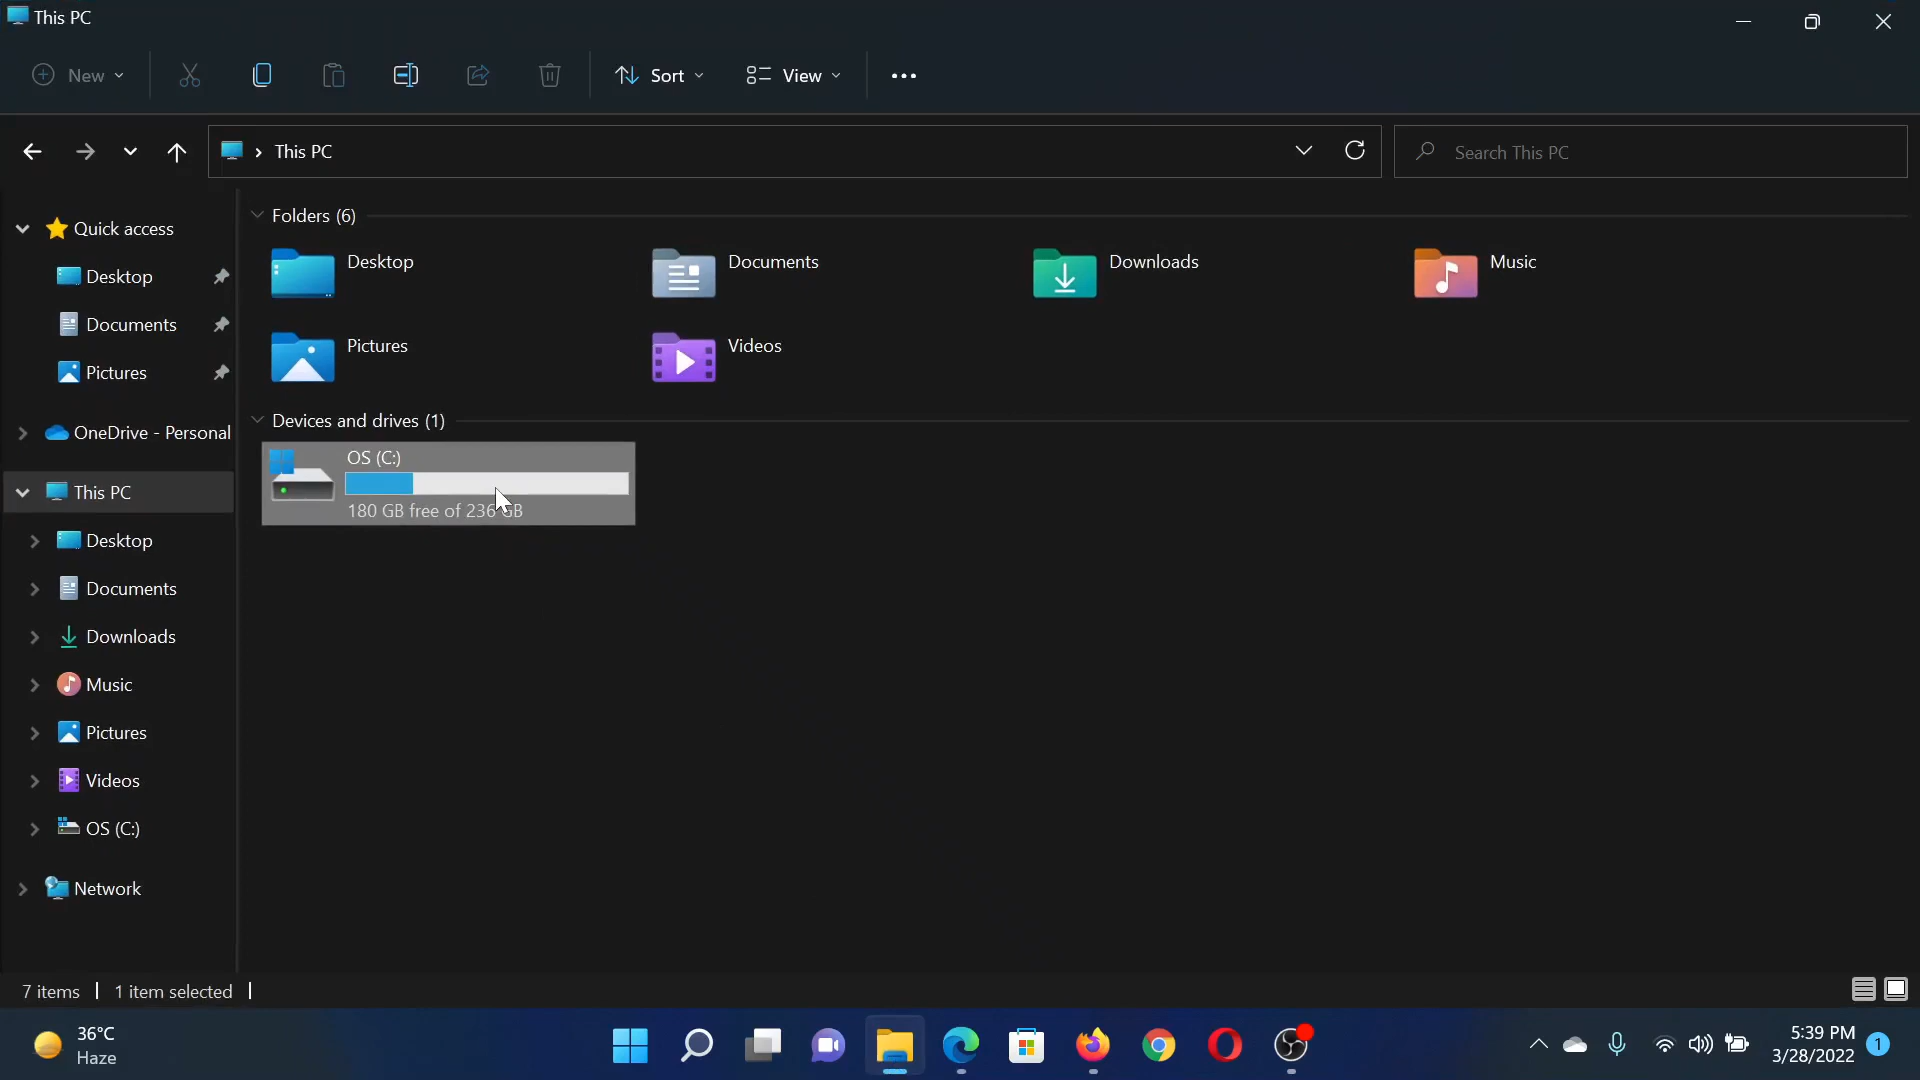 This PC
New
Sort
View
This PC
Search This PC
Quick access
Desktop
Documents
Pictures
OneDrive - Personal
This PC
Desktop
Documents
Downloads
Music
Pictures
Videos
OS (C:)
Network
Folders (6)
Desktop
Documents
Downloads
Music
Pictures
Videos
Devices and drives (1)
OS (C:)
180 GB free of 236 GB
7 items
1 item selected
36°C
Haze
5:39 PM
3/28/2022
1